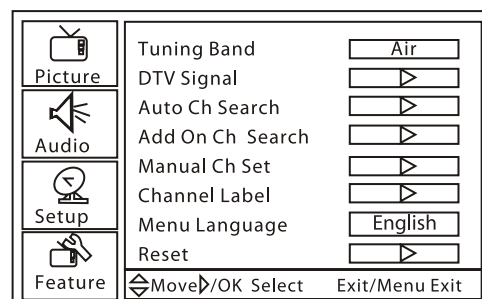 Picture
Audio
Setup
Feature
Tuning Band Air
DTV Signal
Auto Ch Search
Add On Ch Search
Manual Ch Set
Channel Label
Menu Language English
Reset
Move /OK Select Exit/Menu Exit